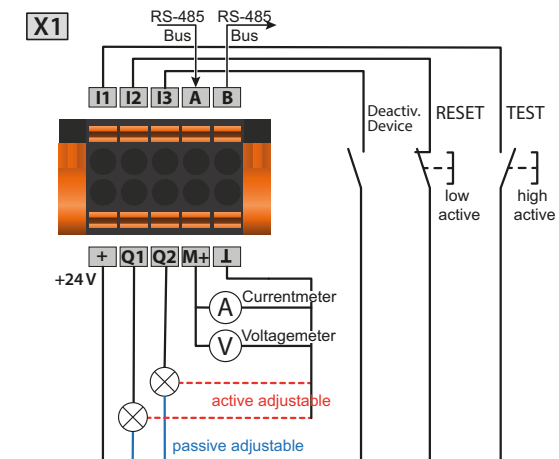 X1
RS-485 RS-485
Bus Bus
I1 I2 I3 A B
Deactiv.
Device
RESET
TEST
low
active
high
active
+ Q1 Q2 M+ ⊥
+24 V
A Currentmeter
V Voltagemeter
active adjustable
passive adjustable